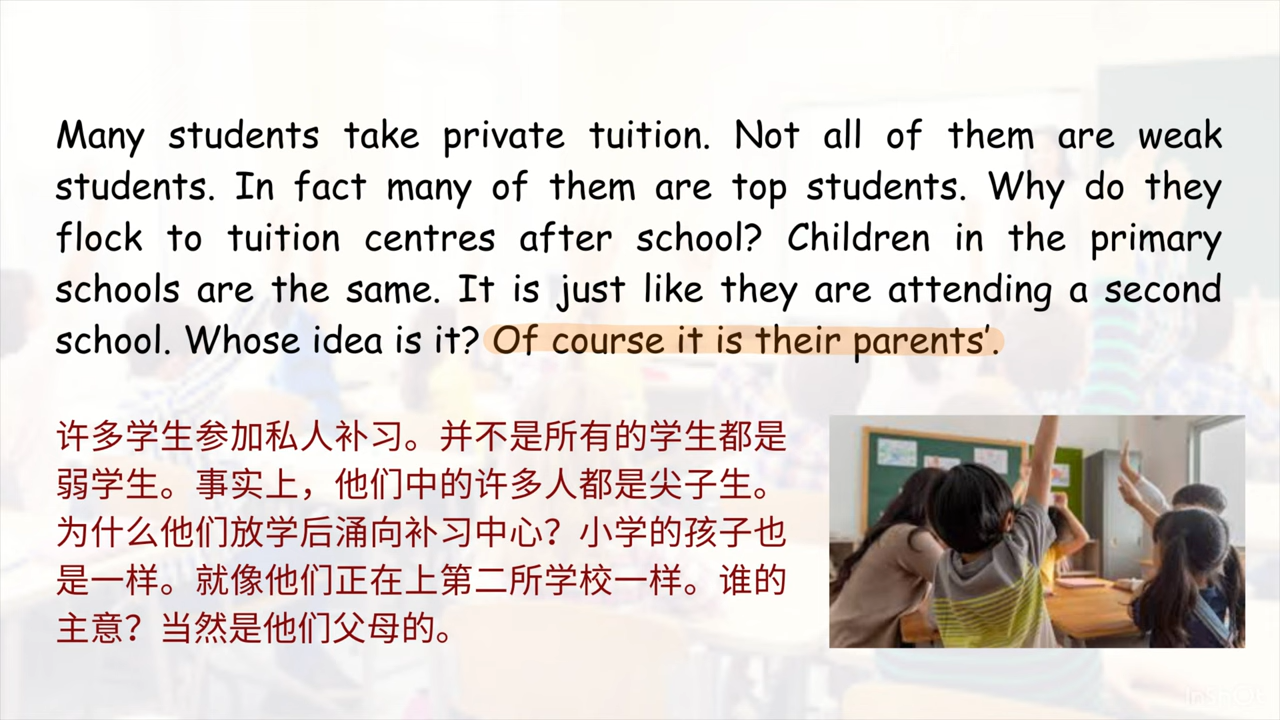 Many students take private tuition. Not all of them are weak
students. In fact many of them are top students. Why do they
flock to tuition centres after school? Children in the primary
schools are the same. It is just like they are attending a second
school. Whose idea is it? Of course it is their parents’.
许多学生参加私人补习。并不是所有的学生都是
弱学生。事实上，他们中的许多人都是尖子生。
为什么他们放学后涌向补习中心？小学的孩子也
是一样。就像他们正在上第二所学校一样。谁的
主意？当然是他们父母的。
InShOt